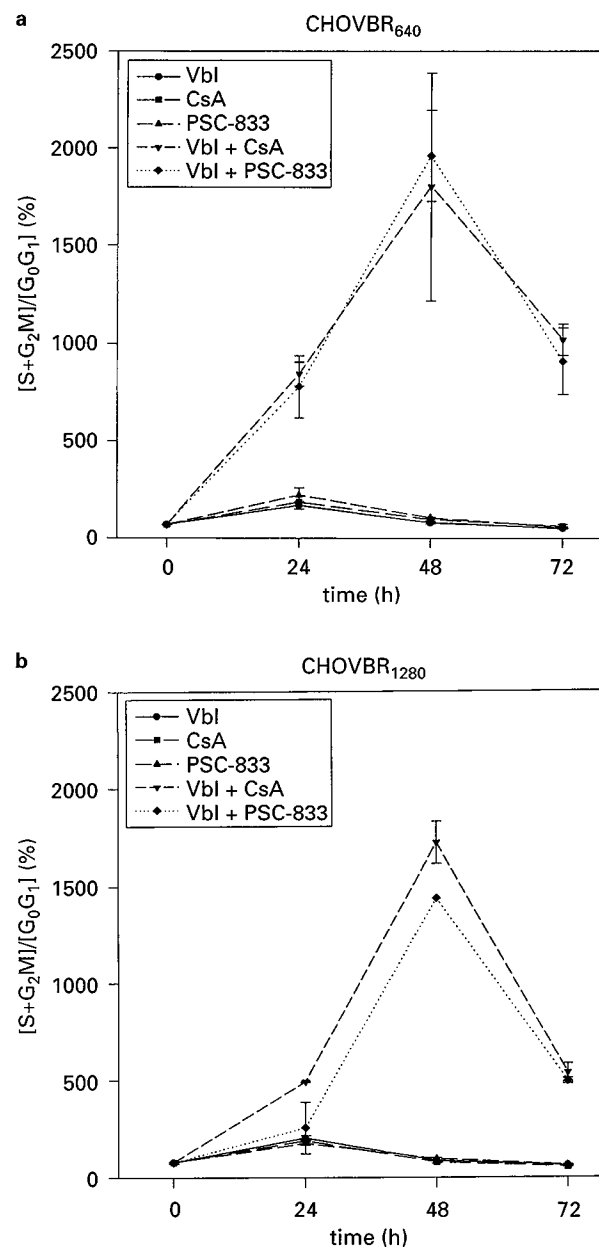 a
CHOVBR₆₄₀
2500
2000
1500
1000
500
0
[S+G₂M]/[G₀G₁] (%)
Vbl
CsA
PSC-833
Vbl + CsA
Vbl + PSC-833
0 24 48 72
time (h)
b
CHOVBR₁₂₈₀
2500
2000
1500
1000
500
0
[S+G₂M]/[G₀G₁] (%)
Vbl
CsA
PSC-833
Vbl + CsA
Vbl + PSC-833
0 24 48 72
time (h)